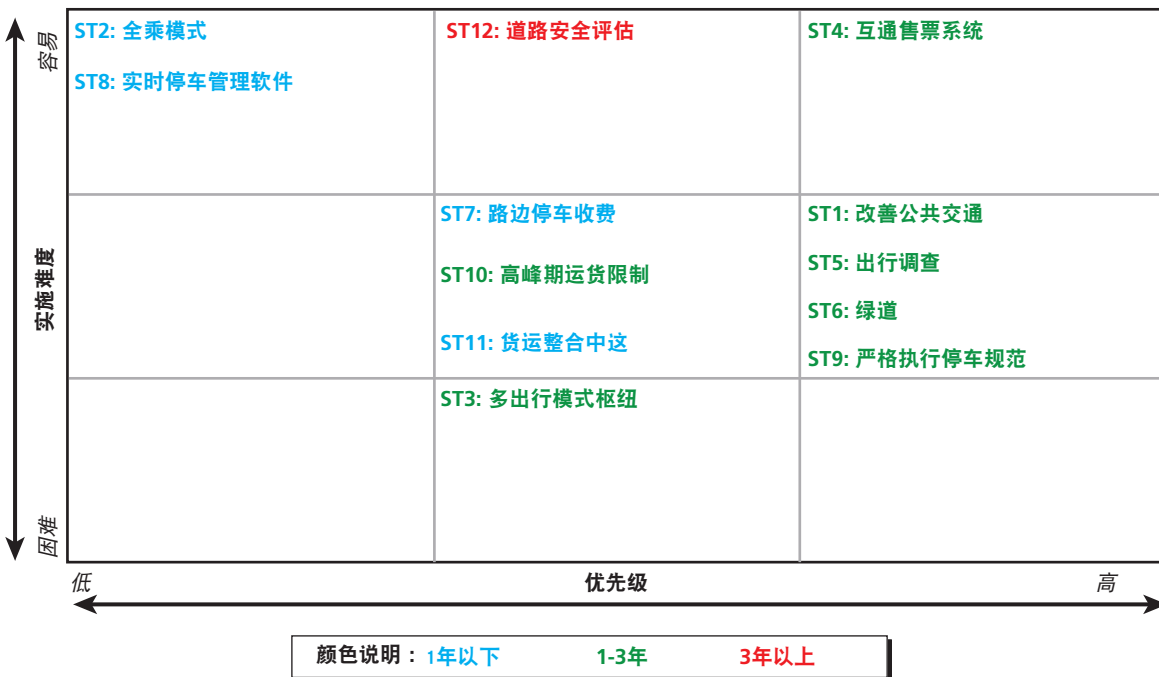 容易
ST2: 全乘模式
ST8: 实时停车管理软件
ST12: 道路安全评估
ST4: 互通售票系统
实施难度
ST7: 路边停车收费
ST10: 高峰期运货限制
ST11: 货运整合中这
ST1: 改善公共交通
ST5: 出行调查
ST6: 绿道
ST9: 严格执行停车规范
ST3: 多出行模式枢纽
困难
低 优先级 高
颜色说明：1年以下 1-3年 3年以上